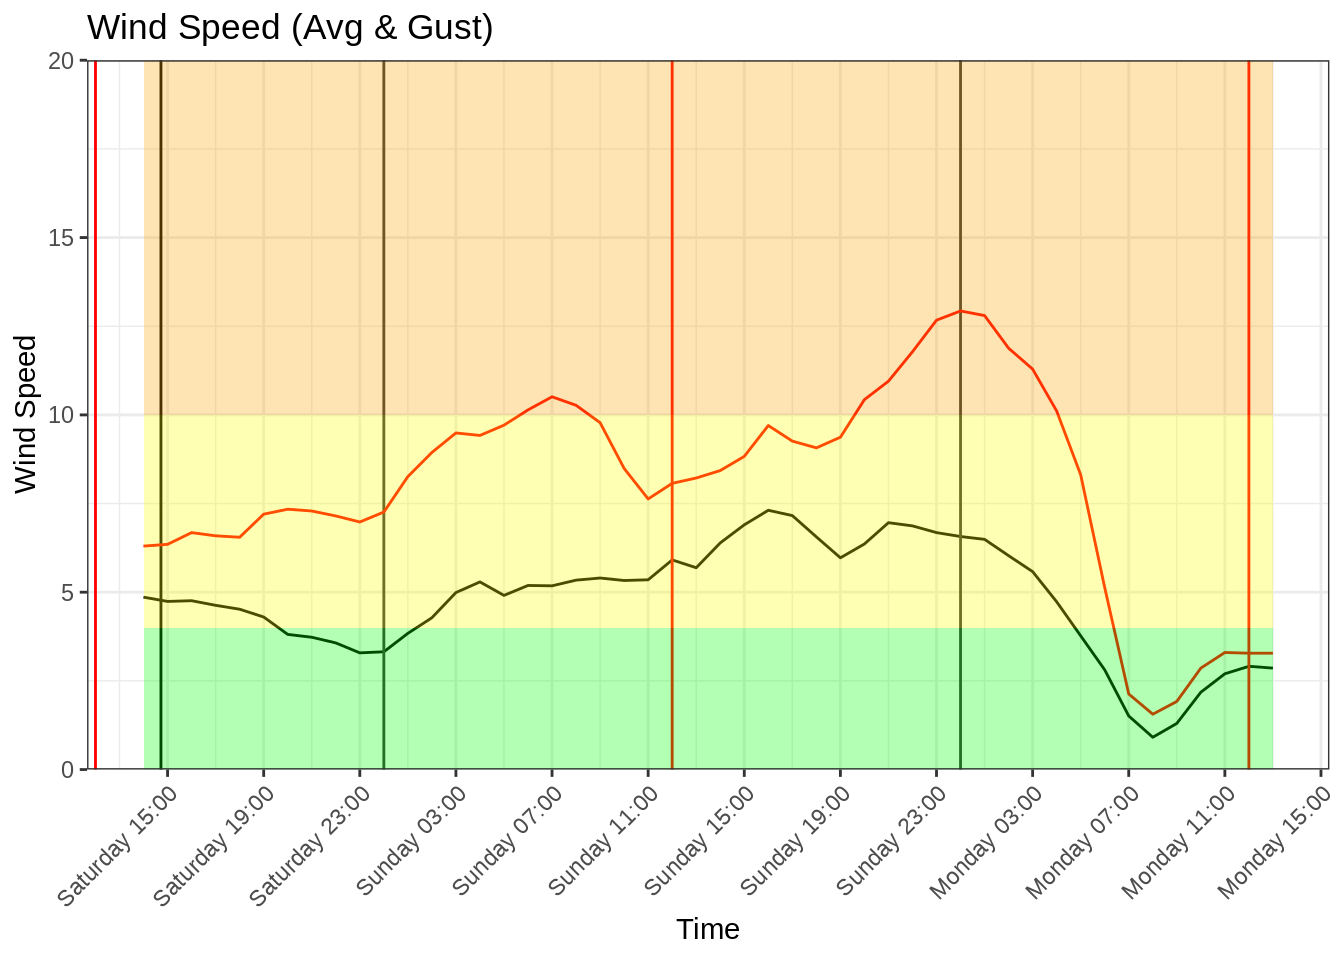 Wind Speed (Avg & Gust)
20
15
10
5
0
Wind Speed
Saturday 15:00
Saturday 19:00
Saturday 23:00
Sunday 03:00
Sunday 07:00
Sunday 11:00
Sunday 15:00
Sunday 19:00
Sunday 23:00
Monday 03:00
Monday 07:00
Monday 11:00
Monday 15:00
Time